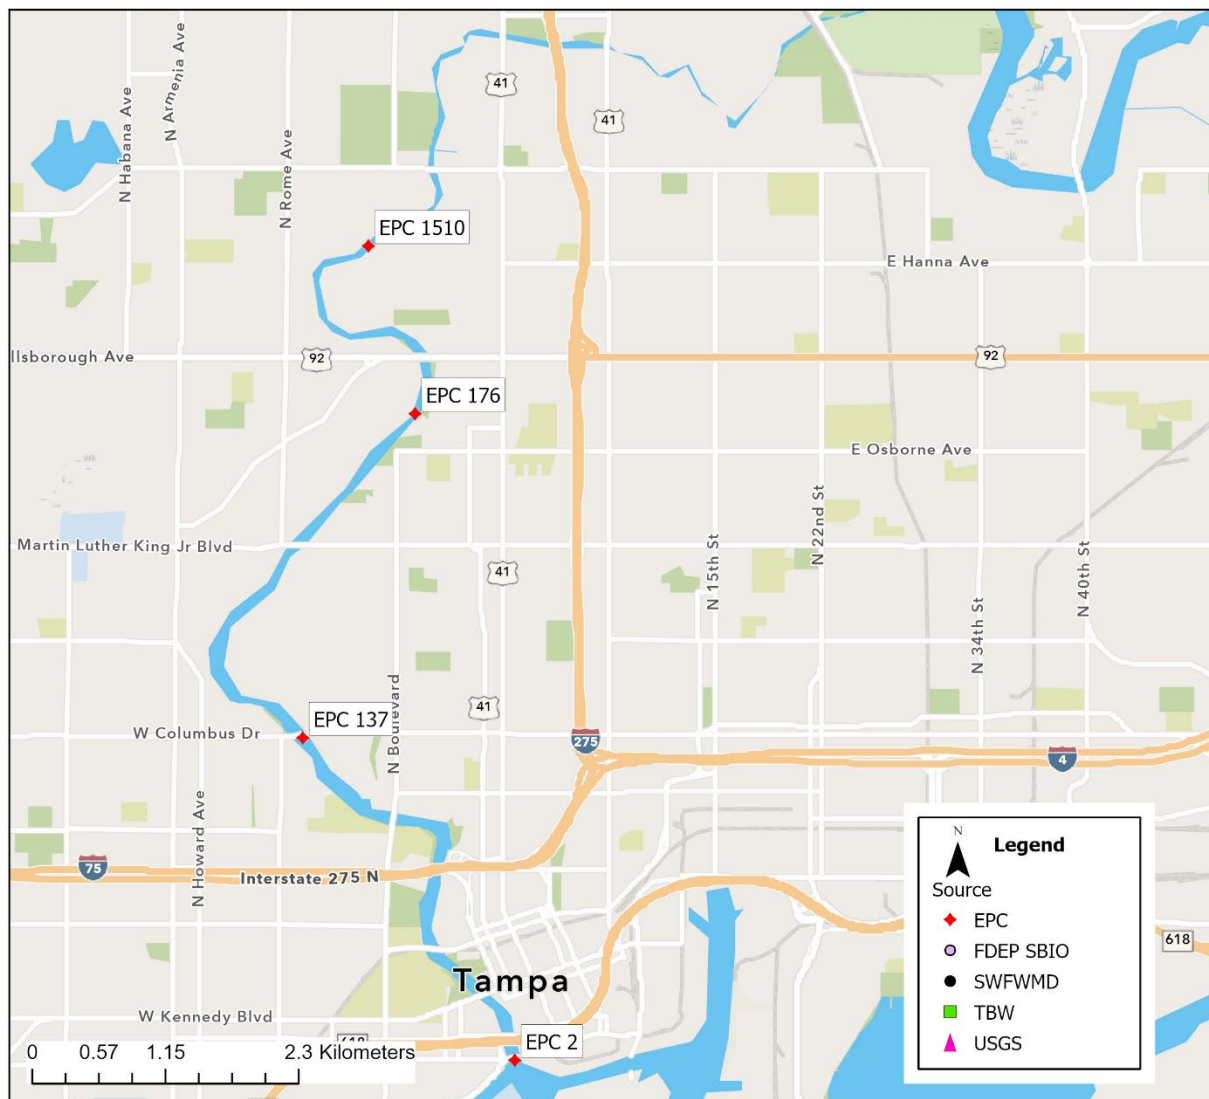 N Armenia Ave
N Habana Ave
N Rome Ave
41
41
EPC 1510
E Hanna Ave
llsborough Ave
92
92
EPC 176
E Osborne Ave
N 22nd St
Martin Luther King Jr Blvd
41
N 15th St
N 40th St
N 34th St
N Boulevard
41
EPC 137
W Columbus Dr
275
4
N Howard Ave
75
Interstate 275 N
Tampa
W Kennedy Blvd
618
EPC 2
0 0.57 1.15 2.3 Kilometers
N
Legend
Source
EPC
FDEP SBIO
SWFWMD
TBW
USGS
618